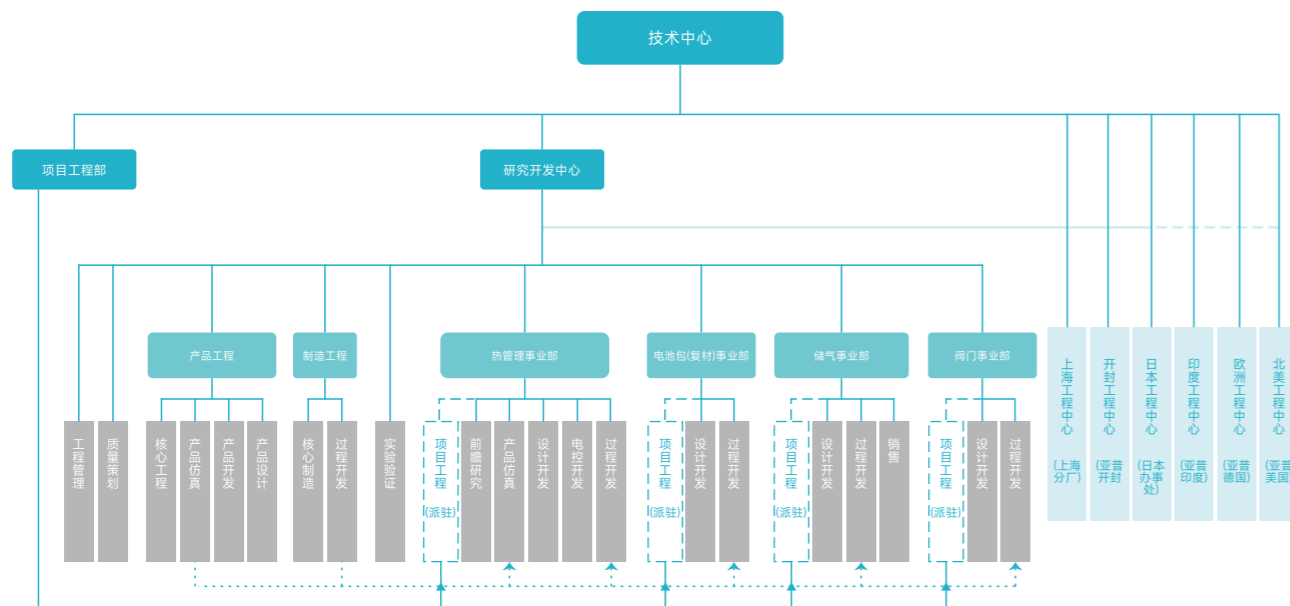 技术中心
项目工程部
研究开发中心
产品工程
制造工程
热管理事业部
电池包(复材)事业部
储气事业部
阀门事业部
工程管理
质量策划
核心工程
产品仿真
产品开发
产品设计
核心制造
过程开发
实验验证
项目工程
(派驻)
前瞻研究
产品仿真
设计开发
电控开发
过程开发
项目工程
(派驻)
设计开发
过程开发
项目工程
(派驻)
设计开发
过程开发
销售
项目工程
(派驻)
设计开发
过程开发
上海工程中心
(上海
分厂)
开封工程中心
(亚普
开封
日本工程中心
(日本
办事
处)
印度工程中心
(亚普
印度)
欧洲工程中心
(亚普
德国)
北美工程中心
(亚普
美国